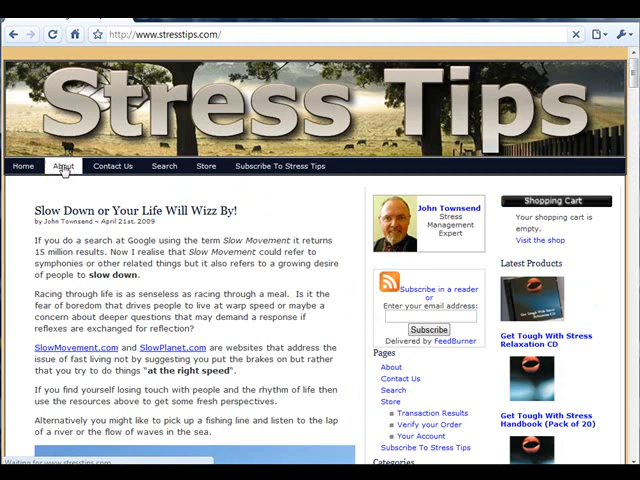 http://www.stresstips.com/
Stress Tips
Home
About
Contact Us
Search
Store
Subscribe To Stress Tips
Slow Down or Your Life Will Wizz By!
by John Townsend ~ April 21st. 2009
If you do a search at Google using the term Slow Movement it returns
15 million results. Now I realise that Slow Movement could refer to
symphonies or other related things but it also refers to a growing desire
of people to slow down.
Racing through life is as senseless as racing through a meal. Is it the
fear of boredom that drives people to live at warp speed or maybe a
concern about deeper questions that may demand a response if
reflexes are exchanged for reflection?
SlowMovement.com and SlowPlanet.com are websites that address the
issue of fast living not by suggesting you put the brakes on but rather
that you try to do things "at the right speed".
If you find yourself losing touch with people and the rhythm of life then
use the resources above to get some fresh perspectives.
Alternatively you might like to pick up a fishing line and listen to the lap
of a river or the flow of waves in the sea.
Waiting for www.stresstips.com
John Townsend
Stress
Management
Expert
Subscribe in a reader
or
Enter your email address:
Subscribe
Delivered by FeedBurner
Pages
About
Contact Us
Search
Store
Transaction Results
Verify your Order
Your Account
Subscribe To Stress Tips
Categories
Shopping Cart
Your shopping cart is
empty.
Visit the shop
Latest Products
Get Tough With Stress
Relaxation CD
Get Tough With Stress
Handbook (Pack of 20)